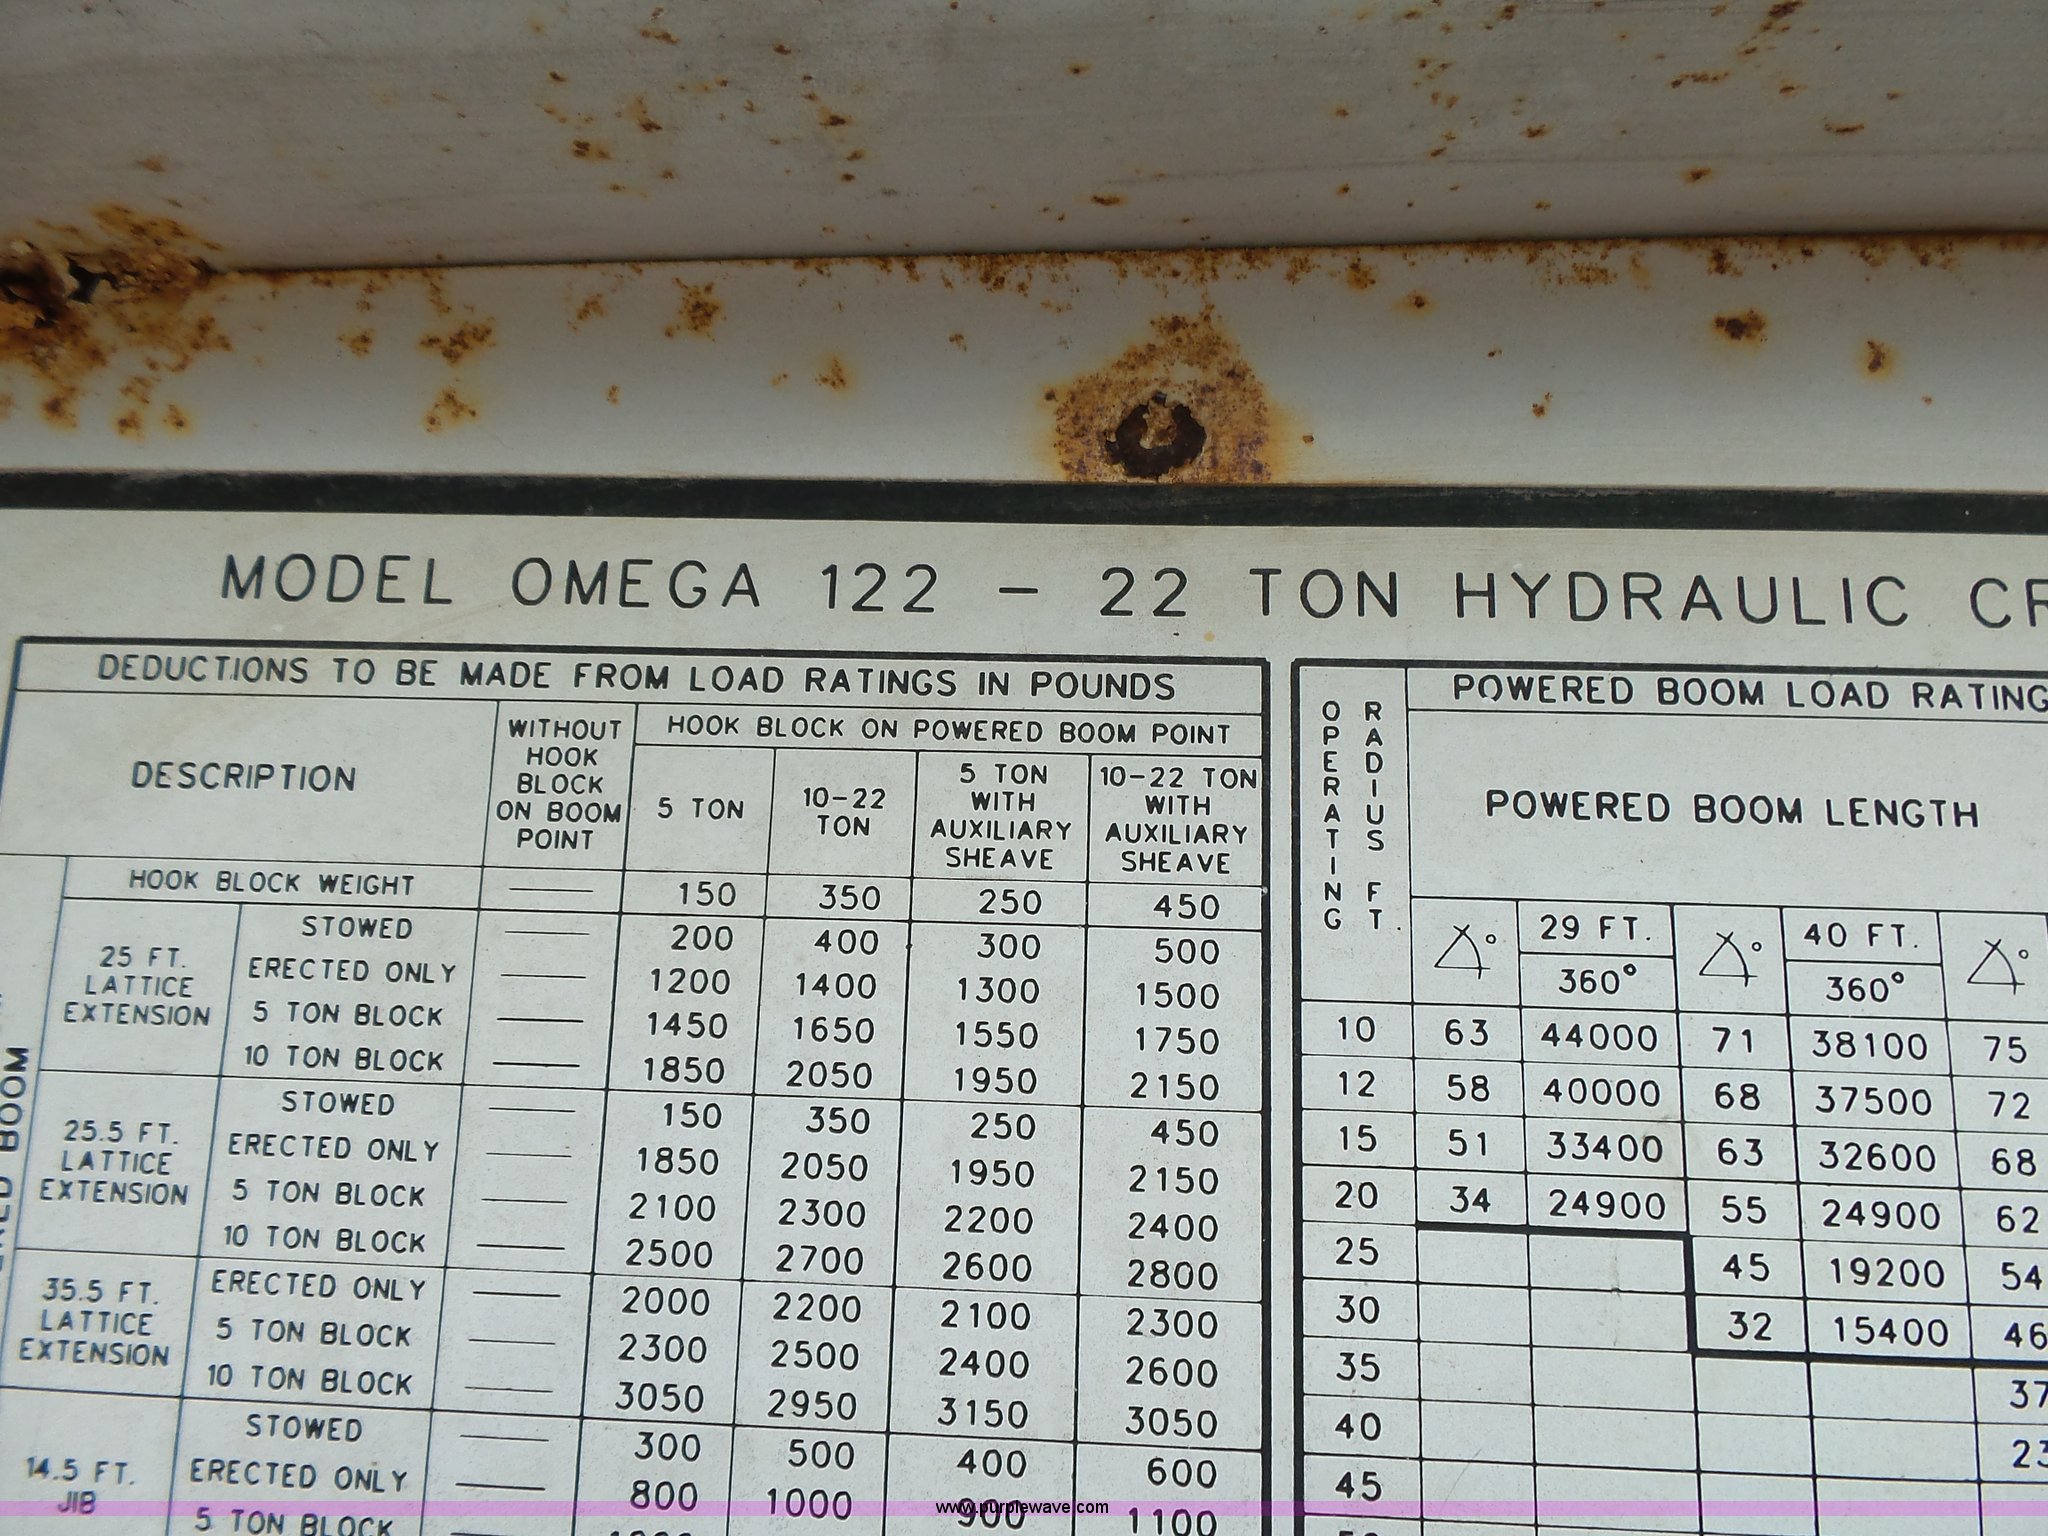 MODEL OMEGA 122 - 22 TON HYDRAULIC CR
DEDUCTIONS TO BE MADE FROM LOAD RATINGS IN POUNDS
DESCRIPTION
WITHOUT
HOOK
BLOCK
ON BOOM
POINT
HOOK BLOCK ON POWERED BOOM POINT
5 TON
10-22
TON
5 TON
WITH
AUXILIARY
SHEAVE
10-22 TON
WITH
AUXILIARY
SHEAVE
HOOK BLOCK WEIGHT — 150 350 250 450
25 FT.
LATTICE
EXTENSION
STOWED — 200 400 300 500
ERECTED ONLY — 1200 1400 1300 1500
5 TON BLOCK — 1450 1650 1550 1750
10 TON BLOCK — 1850 2050 1950 2150
25.5 FT.
LATTICE
EXTENSION
STOWED — 150 350 250 450
ERECTED ONLY — 1850 2050 1950 2150
5 TON BLOCK — 2100 2300 2200 2400
10 TON BLOCK — 2500 2700 2600 2800
35.5 FT.
LATTICE
EXTENSION
ERECTED ONLY — 2000 2200 2100 2300
5 TON BLOCK — 2300 2500 2400 2600
10 TON BLOCK — 3050 2950 3150 3050
14.5 FT.
JIB
STOWED — 300 500 400 600
ERECTED ONLY — 800 1000 900 1100
5 TON BLOCK —
BOOM
OPERATING
RADIUS FT.
POWERED BOOM LOAD RATING
POWERED BOOM LENGTH
° 29 FT. ° 40 FT. °
360° 360°
10 63 44000 71 38100 75
12 58 40000 68 37500 72
15 51 33400 63 32600 68
20 34 24900 55 24900 62
25 45 19200 54
30 32 15400 46
35 37
40 23
45
www.purplewave.com